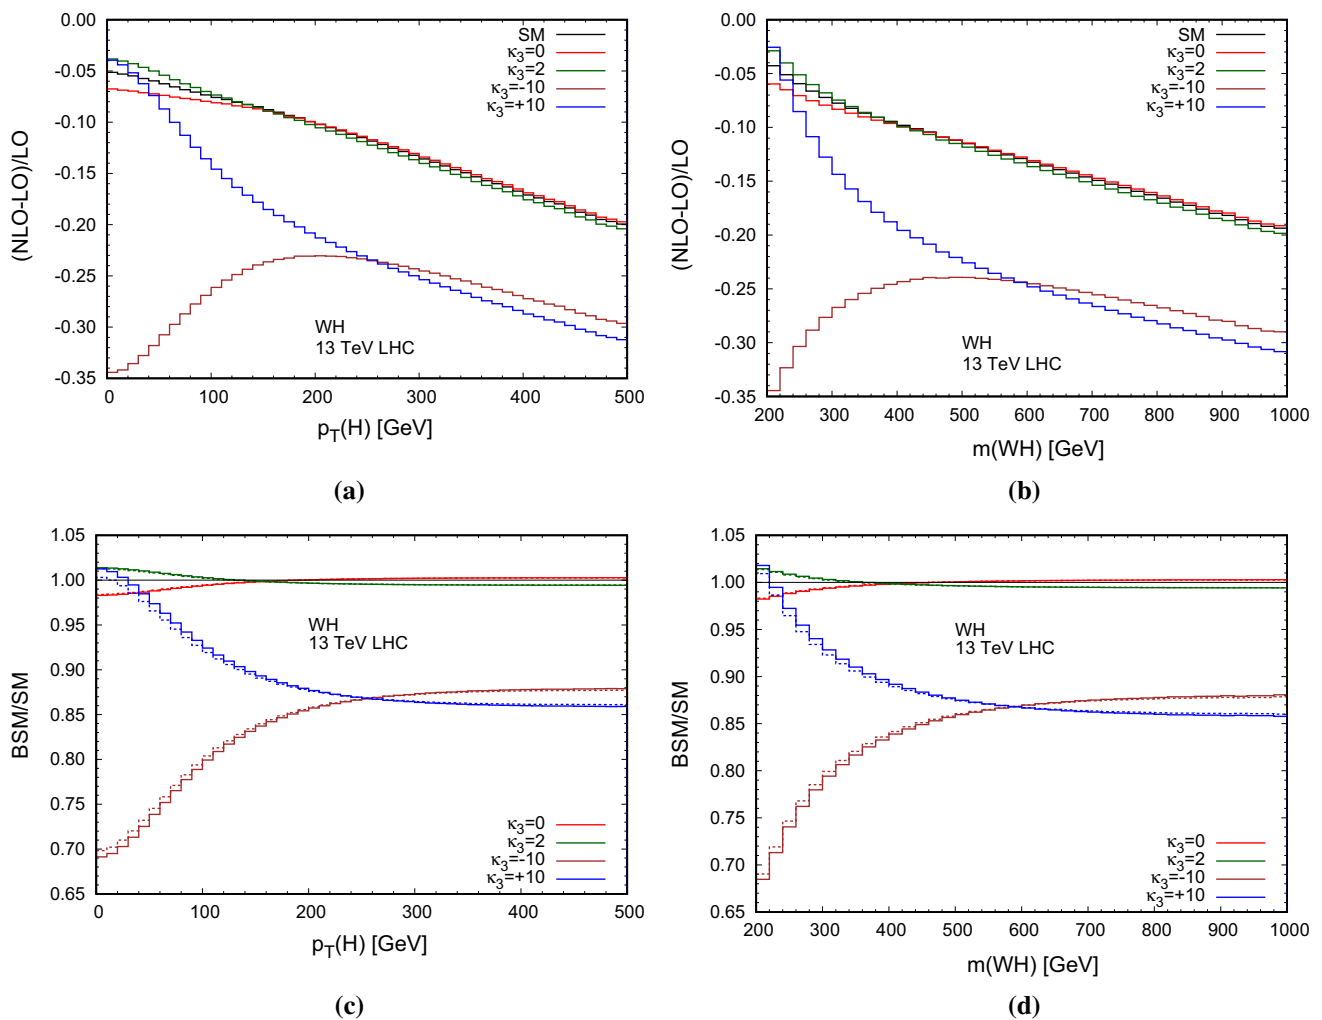 0.00
-0.05
-0.10
-0.15
-0.20
-0.25
-0.30
-0.35
(NLO-LO)/LO
SM
κ3=0
κ3=2
κ3=-10
κ3=+10
WH
13 TeV LHC
0 100 200 300 400 500
pT(H) [GeV]
(a)
0.00
-0.05
-0.10
-0.15
-0.20
-0.25
-0.30
-0.35
(NLO-LO)/LO
SM
κ3=0
κ3=2
κ3=-10
κ3=+10
WH
13 TeV LHC
200 300 400 500 600 700 800 900 1000
m(WH) [GeV]
(b)
1.05
1.00
0.95
0.90
0.85
0.80
0.75
0.70
0.65
BSM/SM
WH
13 TeV LHC
κ3=0
κ3=2
κ3=-10
κ3=+10
0 100 200 300 400 500
pT(H) [GeV]
(c)
1.05
1.00
0.95
0.90
0.85
0.80
0.75
0.70
0.65
BSM/SM
WH
13 TeV LHC
κ3=0
κ3=2
κ3=-10
κ3=+10
200 300 400 500 600 700 800 900 1000
m(WH) [GeV]
(d)